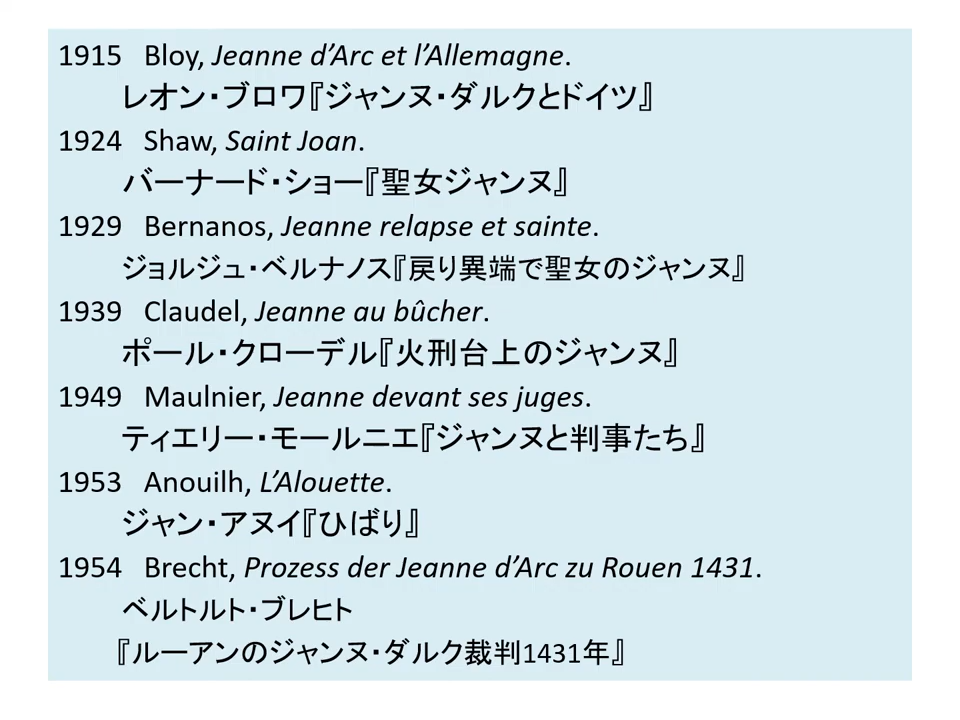 1915 Bloy, Jeanne d’Arc et l’Allemagne.
レオン・ブロワ『ジャンヌ・ダルクとドイツ』
1924 Shaw, Saint Joan.
バーナード・ショー『聖女ジャンヌ』
1929 Bernanos, Jeanne relapse et sainte.
ジョルジュ・ベルナノス『戻り異端で聖女のジャンヌ』
1939 Claudel, Jeanne au bûcher.
ポール・クローデル『火刑台上のジャンヌ』
1949 Maulnier, Jeanne devant ses juges.
ティエリー・モールニエ『ジャンヌと判事たち』
1953 Anouilh, L’Alouette.
ジャン・アヌイ『ひばり』
1954 Brecht, Prozess der Jeanne d’Arc zu Rouen 1431.
ベルトルト・ブレヒト
『ルーアンのジャンヌ・ダルク裁判1431年』